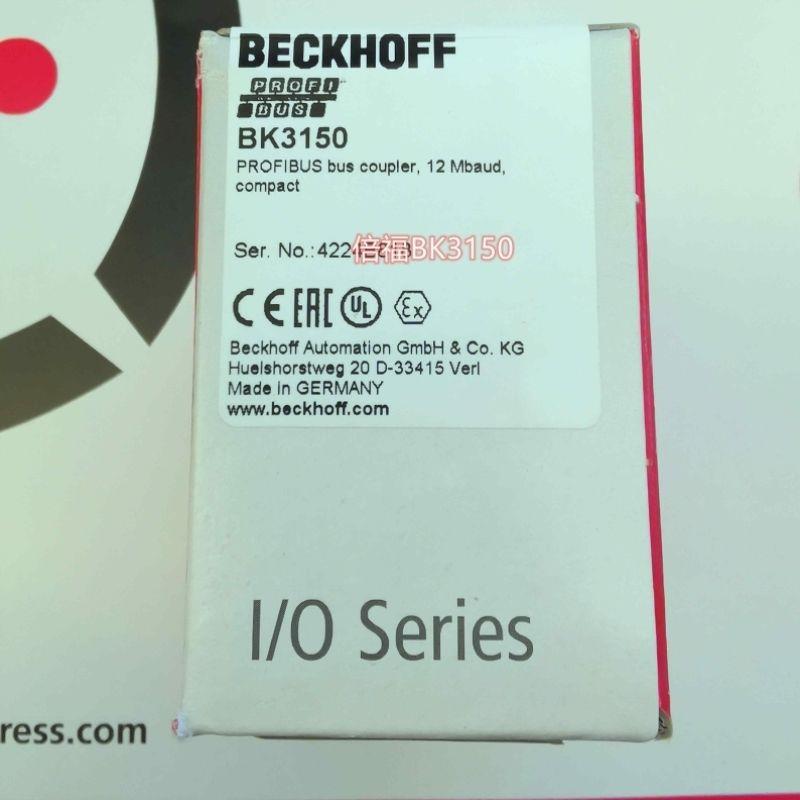 BECKHOFF
PROFI
BUS
BK3150
PROFIBUS bus coupler, 12 Mbaud,
compact
Ser. No.:
倍福BK3150
CE EAC UL Ex
Beckhoff Automation GmbH & Co. KG
Huelshorstweg 20 D-33415 Verl
Made in GERMANY
www.beckhoff.com
I/O Series
ress.com